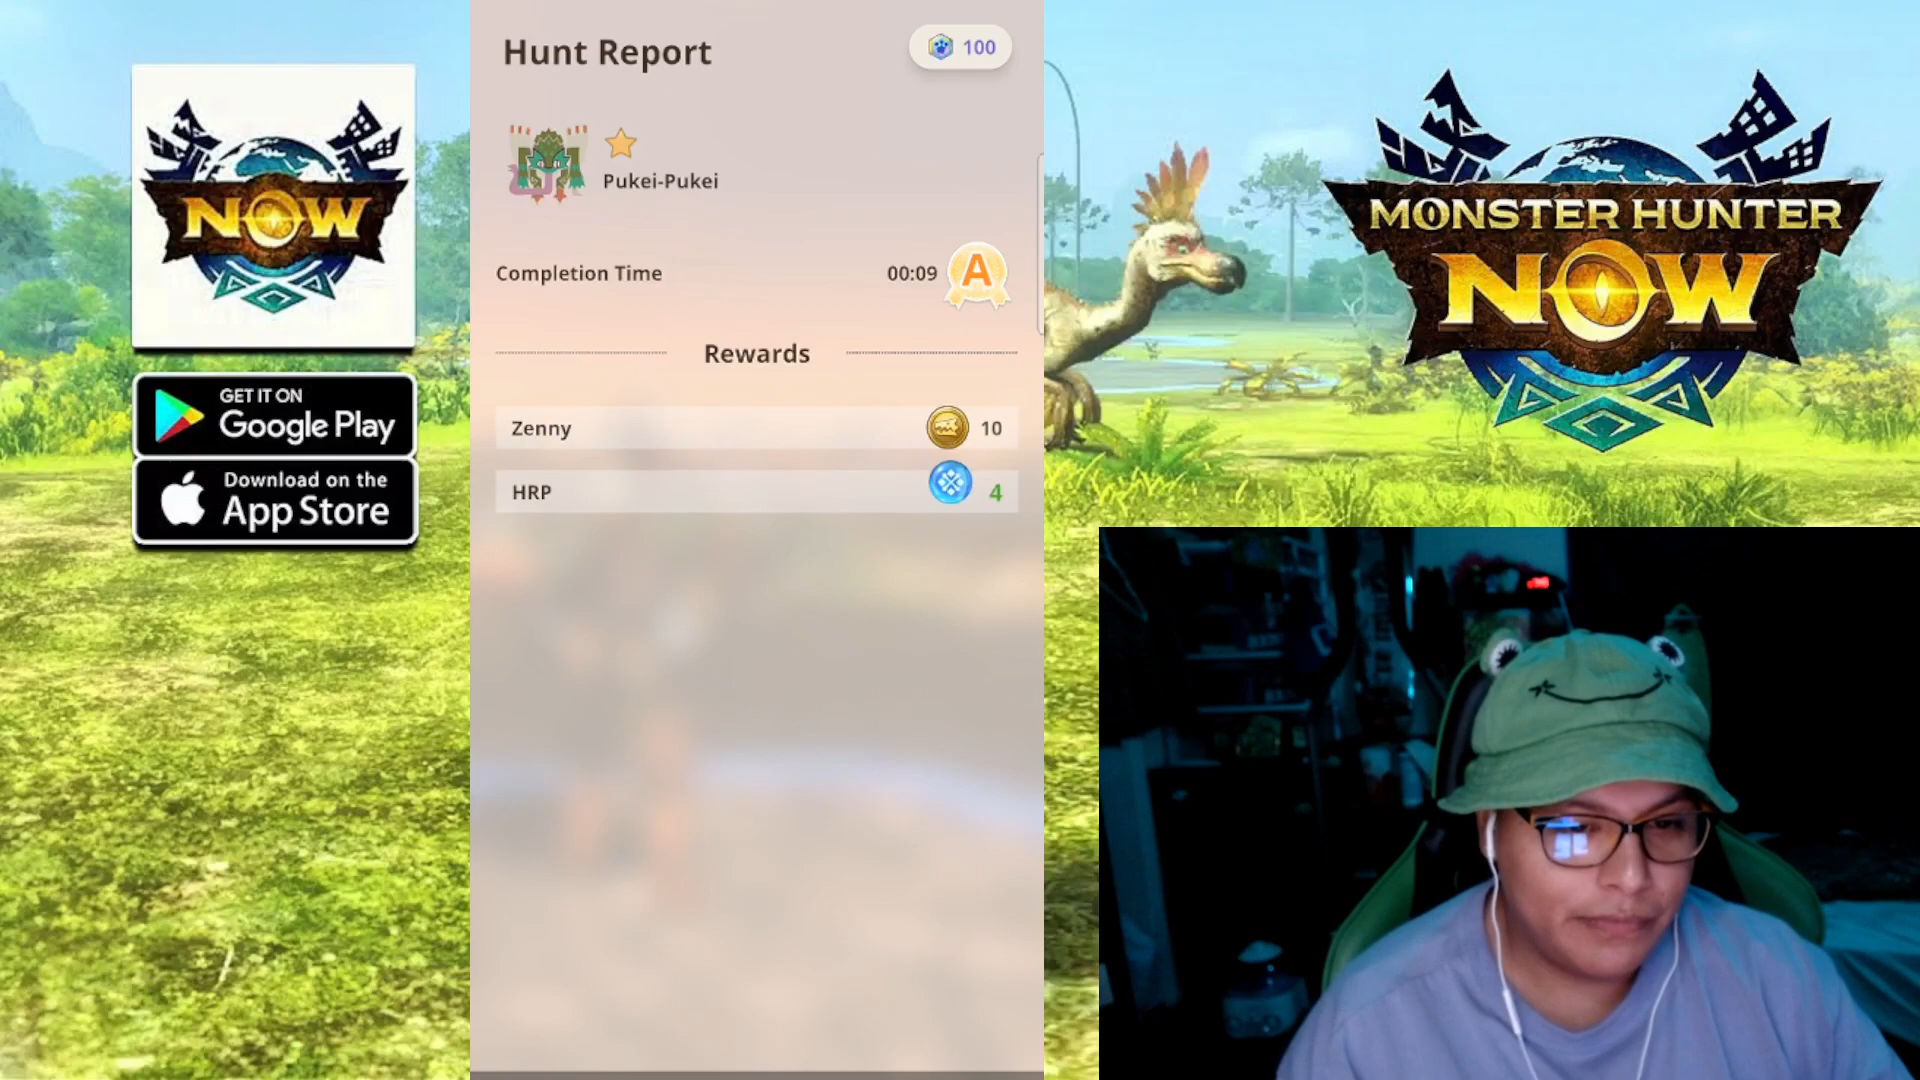 NOW
GET IT ON
Google Play
Download on the
App Store
Hunt Report
100
Pukei-Pukei
Completion Time
00:09
A
Rewards
Zenny
10
HRP
4
MONSTER HUNTER
NOW